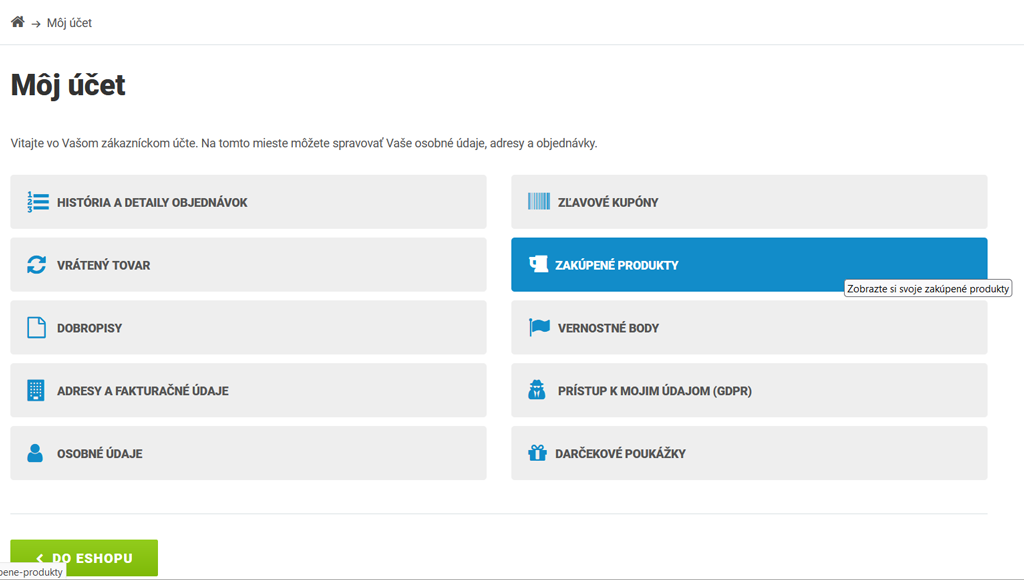 Môj účet
Môj účet
Vitajte vo Vašom zákazníckom účte. Na tomto mieste môžete spravovať Vaše osobné údaje, adresy a objednávky.
HISTÓRIA A DETAILY OBJEDNÁVOK
ZĽAVOVÉ KUPÓNY
VRÁTENÝ TOVAR
ZAKÚPENÉ PRODUKTY
Zobrazte si svoje zakúpené produkty
DOBROPISY
VERNOSTNÉ BODY
ADRESY A FAKTURAČNÉ ÚDAJE
PRÍSTUP K MOJIM ÚDAJOM (GDPR)
OSOBNÉ ÚDAJE
DARČEKOVÉ POUKÁŽKY
DO ESHOPU
pene-produkty